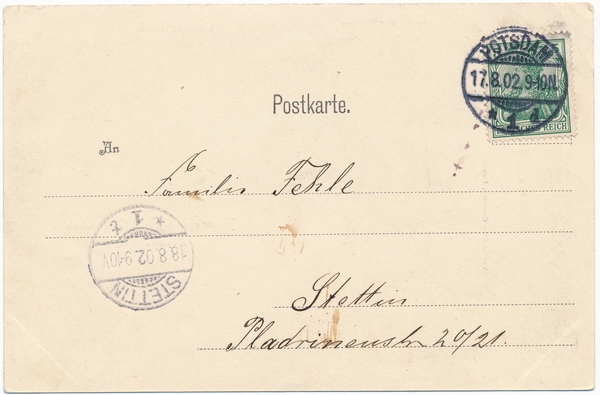 POTSDAM
17.8.02.9-10N.
* 1 d
DEUTSCHES REICH
Postkarte.
An
Familie Fehle
* 1 z
18.8.02.9-10V.
STETTIN
Stettin
Pladrinenstr. 20/21.